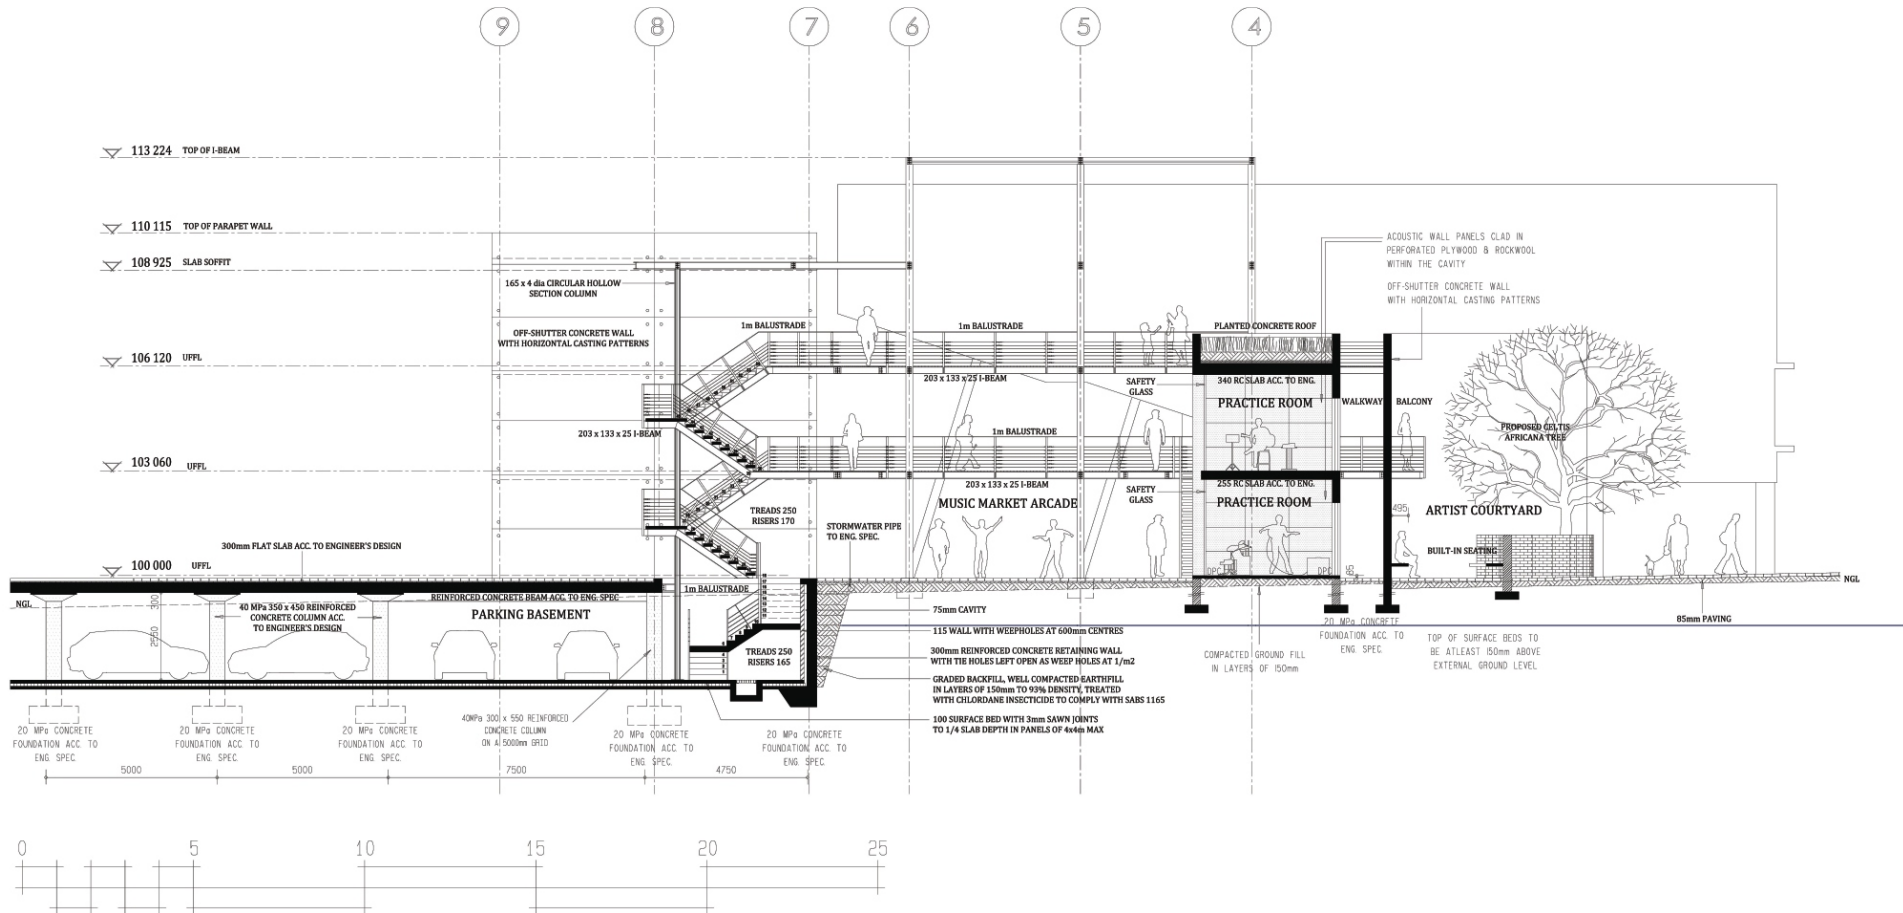 9
8
7
6
5
4
113 224 TOP OF I-BEAM
110 115 TOP OF PARAPET WALL
108 925 SLAB SOFFIT
106 120 UFFL
103 060 UFFL
100 000 UFFL
165 x 4 dia CIRCULAR HOLLOW
SECTION COLUMN
OFF-SHUTTER CONCRETE WALL
WITH HORIZONTAL CASTING PATTERNS
1m BALUSTRADE
1m BALUSTRADE
PLANTED CONCRETE ROOF
ACOUSTIC WALL PANELS CLAD IN
PERFORATED PLYWOOD & ROCKWOOL
WITHIN THE CAVITY
OFF-SHUTTER CONCRETE WALL
WITH HORIZONTAL CASTING PATTERNS
203 x 133 x 25 I-BEAM
SAFETY
GLASS
340 RC SLAB ACC. TO ENG.
PRACTICE ROOM
WALKWAY
BALCONY
PROPOSED CELTIS
AFRICANA TREE
203 x 133 x 25 I-BEAM
1m BALUSTRADE
203 x 133 x 25 I-BEAM
SAFETY
GLASS
255 RC SLAB ACC. TO ENG.
PRACTICE ROOM
MUSIC MARKET ARCADE
495
ARTIST COURTYARD
TREADS 250
RISERS 170
STORMWATER PIPE
TO ENG. SPEC.
300mm FLAT SLAB ACC. TO ENGINEER'S DESIGN
BUILT-IN SEATING
DPC
DPC
85
NGL
NGL
1m BALUSTRADE
REINFORCED CONCRETE BEAM ACC. TO ENG. SPEC
300
2550
40 MPa 350 x 450 REINFORCED
CONCRETE COLUMN ACC.
TO ENGINEER'S DESIGN
PARKING BASEMENT
75mm CAVITY
115 WALL WITH WEEPHOLES AT 600mm CENTRES
300mm REINFORCED CONCRETE RETAINING WALL
WITH TIE HOLES LEFT OPEN AS WEEP HOLES AT 1/m2
GRADED BACKFILL, WELL COMPACTED EARTHFILL
IN LAYERS OF 150mm TO 93% DENSITY, TREATED
WITH CHLORDANE INSECTICIDE TO COMPLY WITH SABS 1165
100 SURFACE BED WITH 3mm SAWN JOINTS
TO 1/4 SLAB DEPTH IN PANELS OF 4x4m MAX
TREADS 250
RISERS 165
COMPACTED GROUND FILL
IN LAYERS OF 150mm
20 MPa CONCRETE
FOUNDATION ACC. TO
ENG. SPEC.
TOP OF SURFACE BEDS TO
BE ATLEAST 150mm ABOVE
EXTERNAL GROUND LEVEL
85mm PAVING
20 MPa CONCRETE
FOUNDATION ACC. TO
ENG. SPEC.
20 MPa CONCRETE
FOUNDATION ACC. TO
ENG. SPEC.
20 MPa CONCRETE
FOUNDATION ACC. TO
ENG. SPEC.
40MPa 300 x 550 REINFORCED
CONCRETE COLUMN
ON A 5000mm GRID
20 MPa CONCRETE
FOUNDATION ACC. TO
ENG. SPEC.
20 MPa CONCRETE
FOUNDATION ACC. TO
ENG. SPEC.
5000
5000
7500
4750
0
5
10
15
20
25